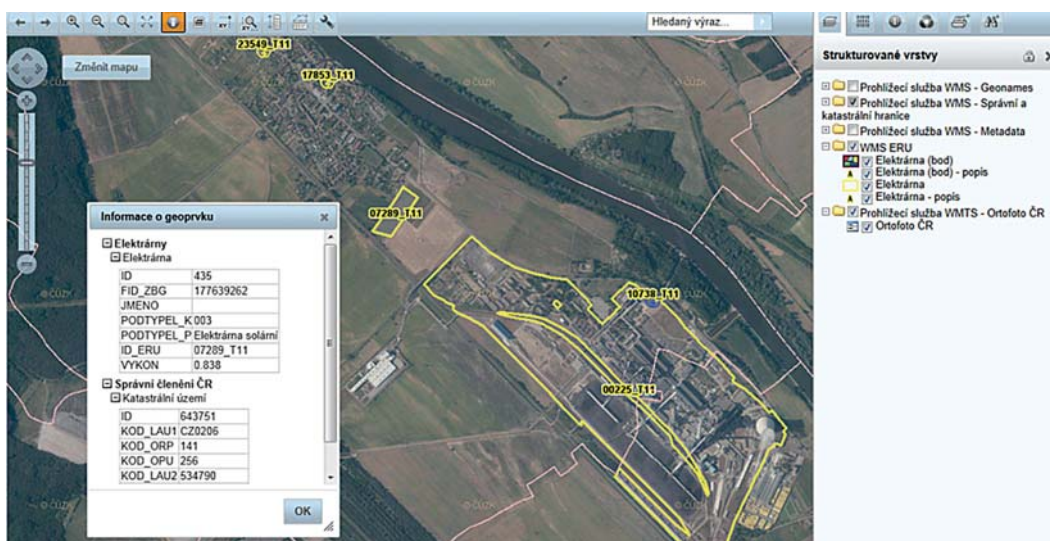 Hledaný výraz...
Změnit mapu
23549_T11
17853_T11
07289_T11
10738_T11
00225_T11
© ČÚZK
Informace o geoprvku
Elektrárny
Elektrárna
ID 435
FID_ZBG 177639262
JMENO
PODTYPEL_K 003
PODTYPEL_P Elektrárna solární
ID_ERU 07289_T11
VYKON 0.838
Správní členění ČR
Katastrální území
ID 643751
KOD_LAU1 CZ0206
KOD_ORP 141
KOD_OPU 256
KOD_LAU2 534790
OK
Strukturované vrstvy
Prohlížecí služba WMS - Geonames
Prohlížecí služba WMS - Správní a
katastrální hranice
Prohlížecí služba WMS - Metadata
WMS ERU
Elektrárna (bod)
Elektrárna (bod) - popis
Elektrárna
Elektrárna - popis
Prohlížecí služba WMTS - Ortofoto ČR
Ortofoto ČR